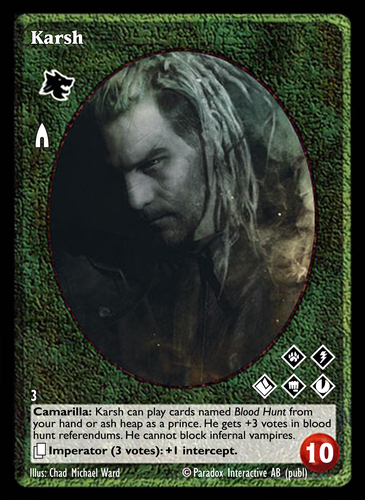 Karsh
3
Camarilla: Karsh can play cards named Blood Hunt from
your hand or ash heap as a prince. He gets +3 votes in blood
hunt referendums. He cannot block infernal vampires.
Imperator (3 votes): +1 intercept.
10
Illus: Chad Michael Ward © Paradox Interactive AB (publ)